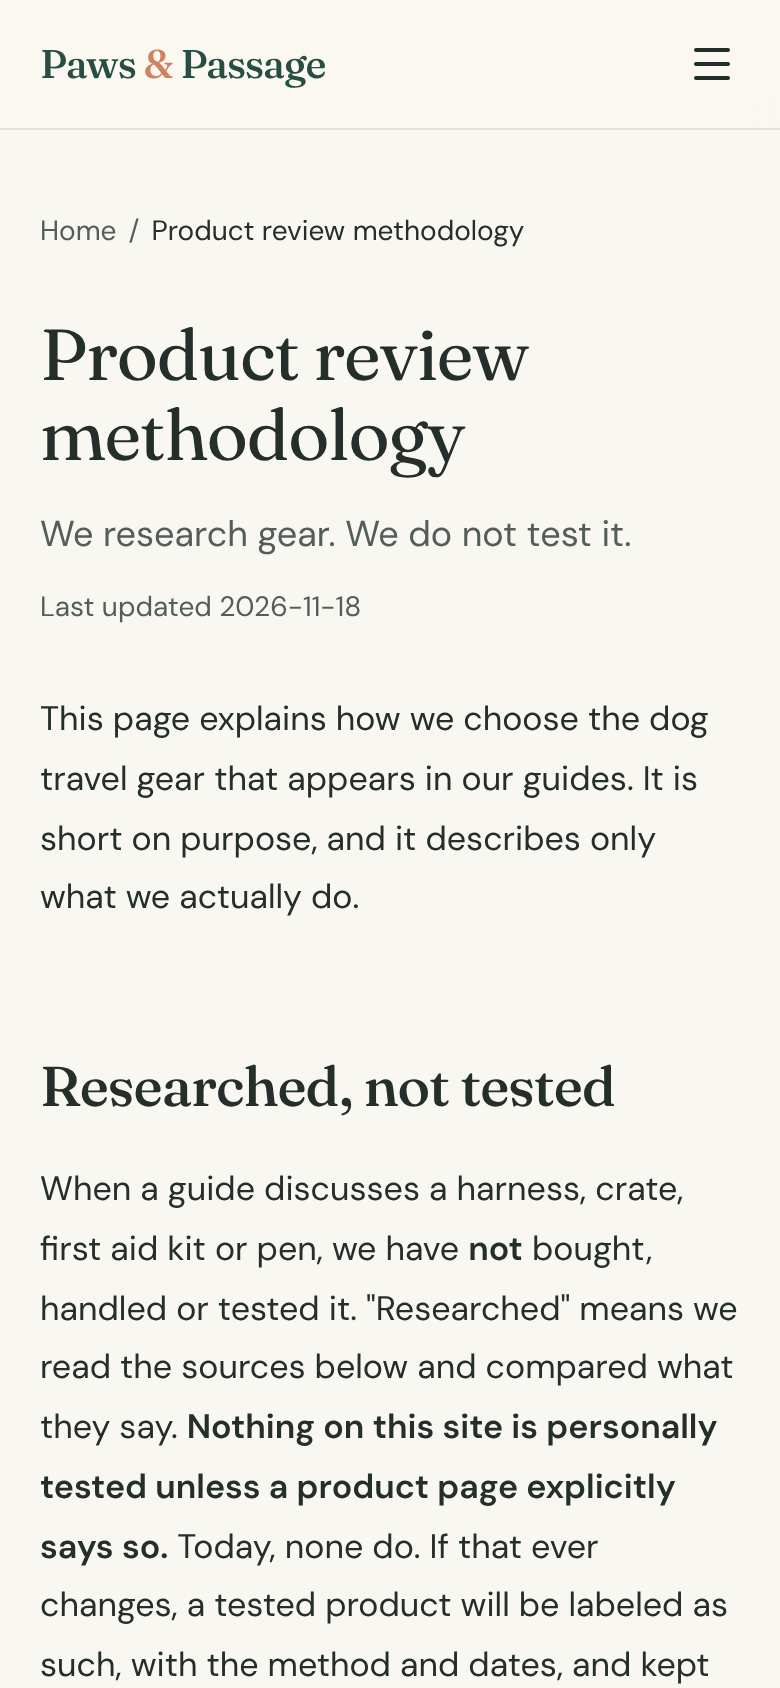 Paws & Passage
Home / Product review methodology
Product review
methodology
We research gear. We do not test it.
Last updated 2026-11-18
This page explains how we choose the dog
travel gear that appears in our guides. It is
short on purpose, and it describes only
what we actually do.
Researched, not tested
When a guide discusses a harness, crate,
first aid kit or pen, we have not bought,
handled or tested it. "Researched" means we
read the sources below and compared what
they say. Nothing on this site is personally
tested unless a product page explicitly
says so. Today, none do. If that ever
changes, a tested product will be labeled as
such, with the method and dates, and kept